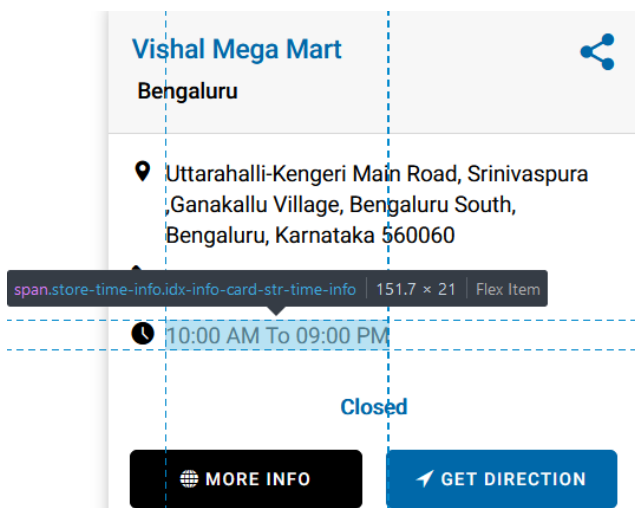 Vishal Mega Mart
Bengaluru
Uttarahalli-Kengeri Main Road, Srinivaspura
,Ganakallu Village, Bengaluru South,
Bengaluru, Karnataka 560060
span.store-time-info.idx-info-card-str-time-info 151.7 × 21 Flex Item
10:00 AM To 09:00 PM
Closed
MORE INFO
GET DIRECTION